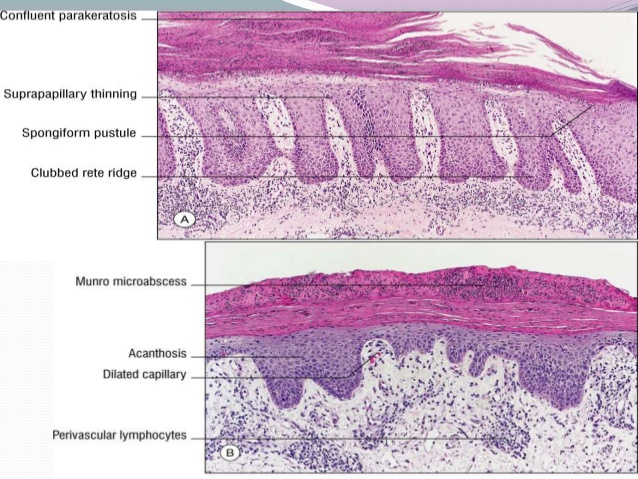 Confluent parakeratosis
Suprapapillary thinning
Spongiform pustule
Clubbed rete ridge
A
Munro microabscess
Acanthosis
Dilated capillary
Perivascular lymphocytes
B